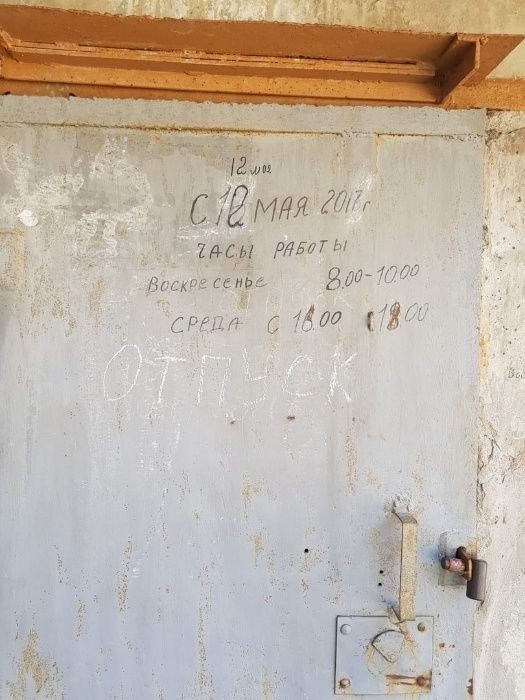 12 мая
С 12 МАЯ 2017г
ЧАСЫ РАБОТЫ
ВОСКРЕСЕНЬЕ 8.00-10.00
СРЕДА С 16.00 18.00
ОТПУСК